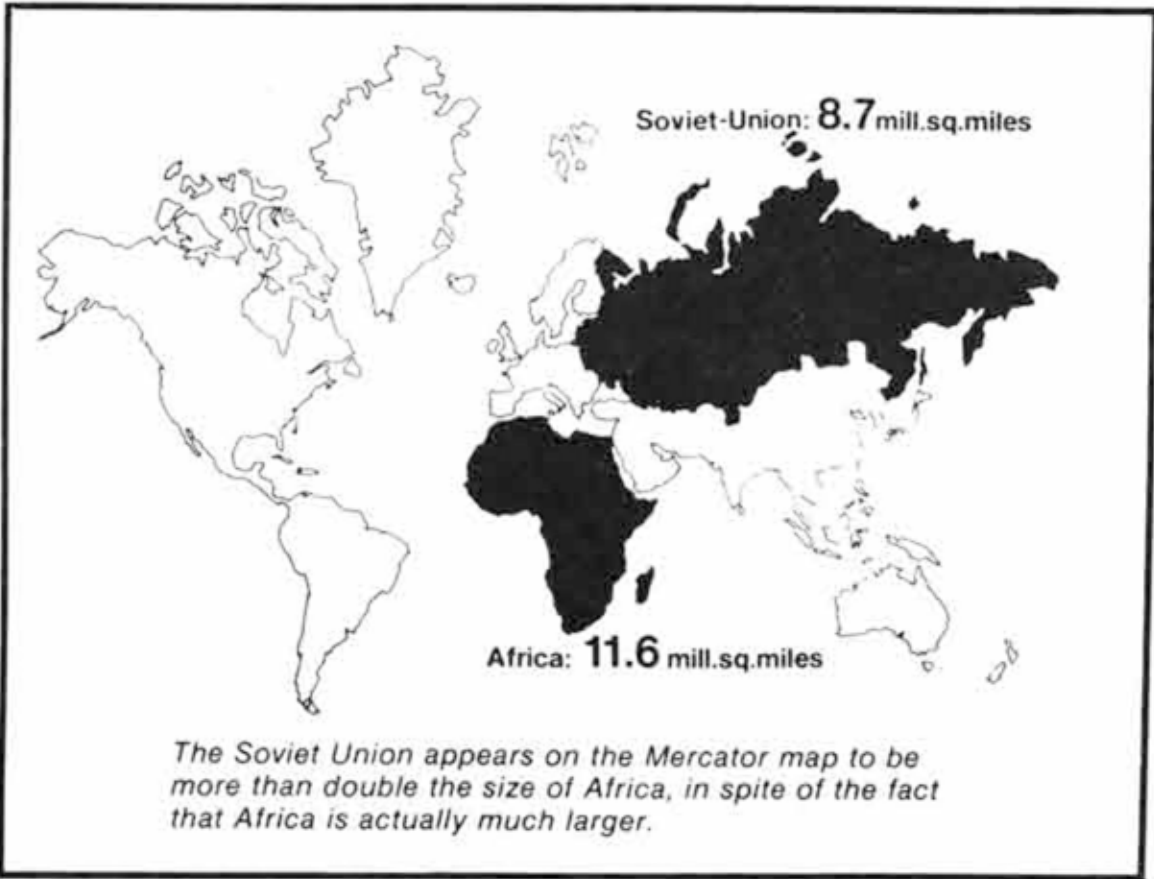 Soviet-Union: 8.7 mill.sq.miles
Africa: 11.6 mill.sq.miles
The Soviet Union appears on the Mercator map to be
more than double the size of Africa, in spite of the fact
that Africa is actually much larger.